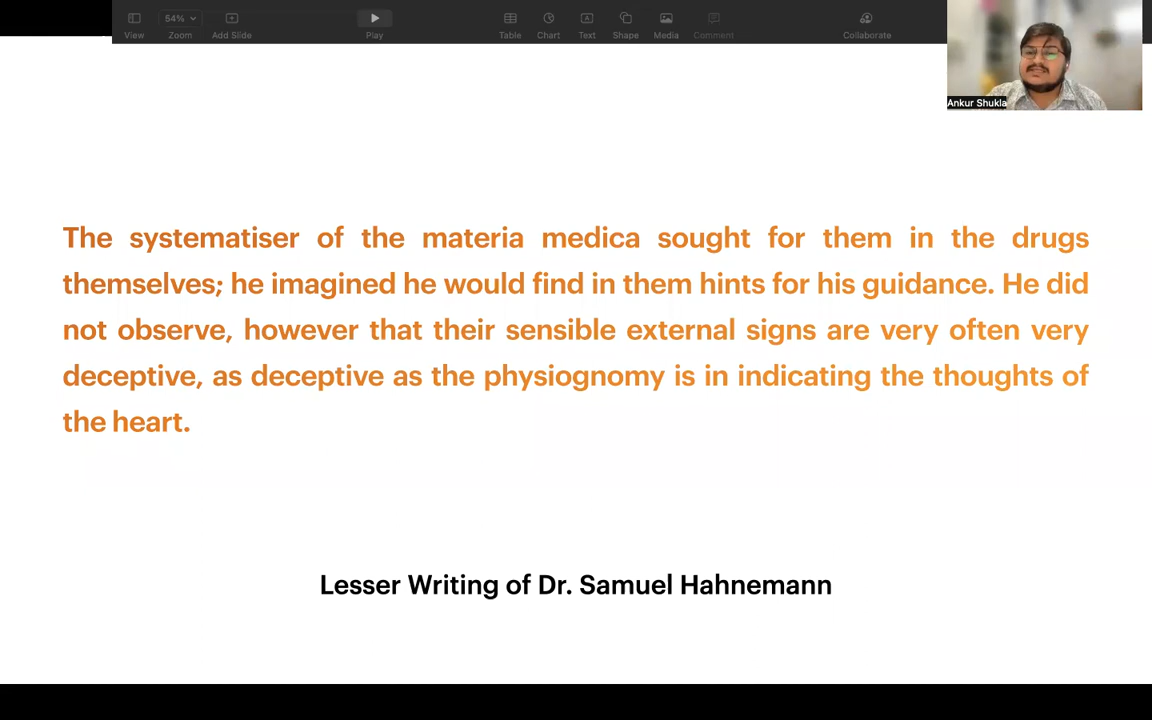 54%
View
Zoom
Add Slide
Play
Table
Chart
Text
Shape
Media
Comment
Collaborate
Ankur Shukla
The systematiser of the materia medica sought for them in the drugs
themselves; he imagined he would find in them hints for his guidance. He did
not observe, however that their sensible external signs are very often very
deceptive, as deceptive as the physiognomy is in indicating the thoughts of
the heart.
Lesser Writing of Dr. Samuel Hahnemann